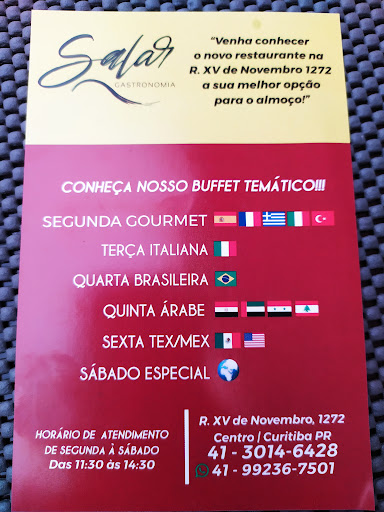 Salar
GASTRONOMIA
“Venha conhecer
o novo restaurante na
R. XV de Novembro 1272
a sua melhor opção
para o almoço!”
CONHEÇA NOSSO BUFFET TEMÁTICO!!!
SEGUNDA GOURMET
TERÇA ITALIANA
QUARTA BRASILEIRA
QUINTA ÁRABE
SEXTA TEX/MEX
SÁBADO ESPECIAL
HORÁRIO DE ATENDIMENTO
DE SEGUNDA À SÁBADO
Das 11:30 às 14:30
R. XV de Novembro, 1272
Centro | Curitiba PR
41 - 3014-6428
41 - 99236-7501